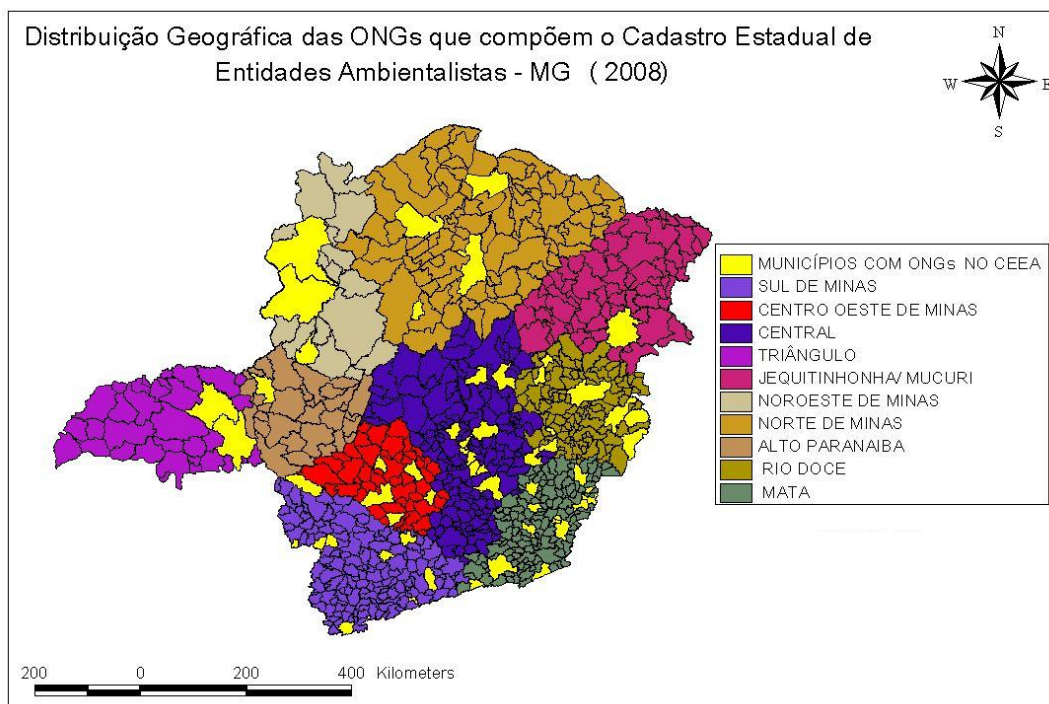 Distribuição Geográfica das ONGs que compõem o Cadastro Estadual de
Entidades Ambientalistas - MG ( 2008)
N
W E
S
MUNICÍPIOS COM ONGs NO CEEA
SUL DE MINAS
CENTRO OESTE DE MINAS
CENTRAL
TRIÂNGULO
JEQUITINHONHA/ MUCURI
NOROESTE DE MINAS
NORTE DE MINAS
ALTO PARANAIBA
RIO DOCE
MATA
200 0 200 400 Kilometers